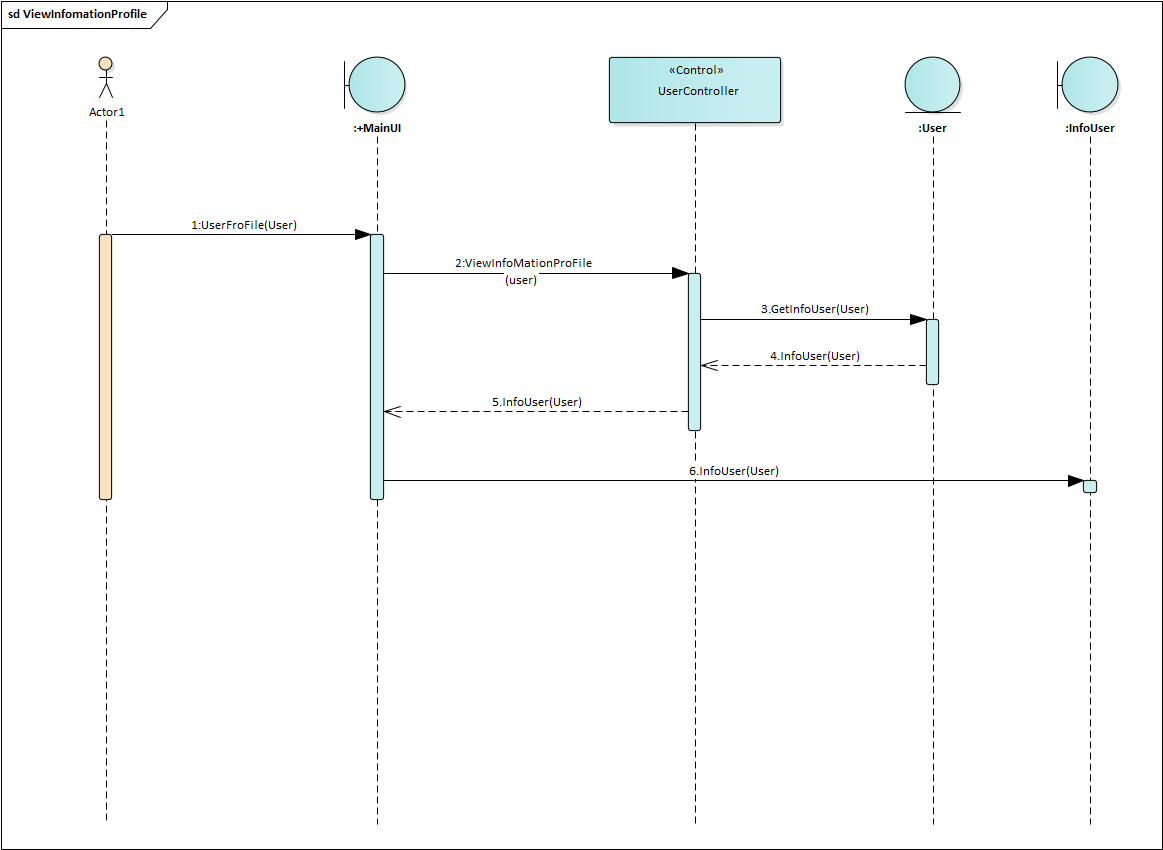 sd ViewInfomationProfile
Actor1
:+MainUI
«Control»
UserController
:User
:InfoUser
1:UserFroFile(User)
2:ViewInfoMationProFile
(user)
3.GetInfoUser(User)
4.InfoUser(User)
5.InfoUser(User)
6.InfoUser(User)